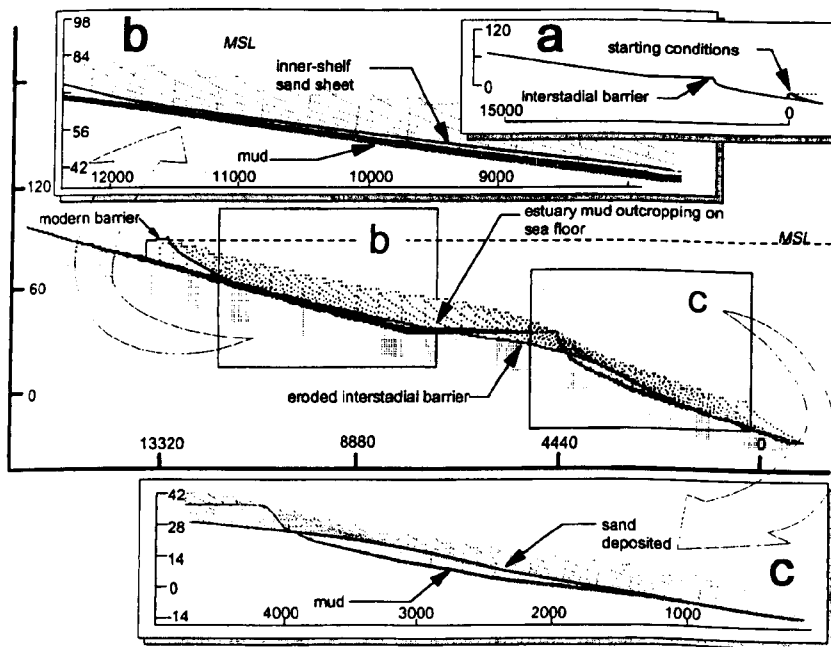 98
84
56
42
b
MSL
inner-shelf
sand sheet
mud
12000
11000
10000
9000
120
0
a
starting conditions
interstadial barrier
15000
0
120
60
0
modern barrier
b
estuary mud outcropping on
sea floor
MSL
c
eroded interstadial barrier
13320
8880
4440
0
42
28
14
0
-14
sand
deposited
mud
c
4000
3000
2000
1000